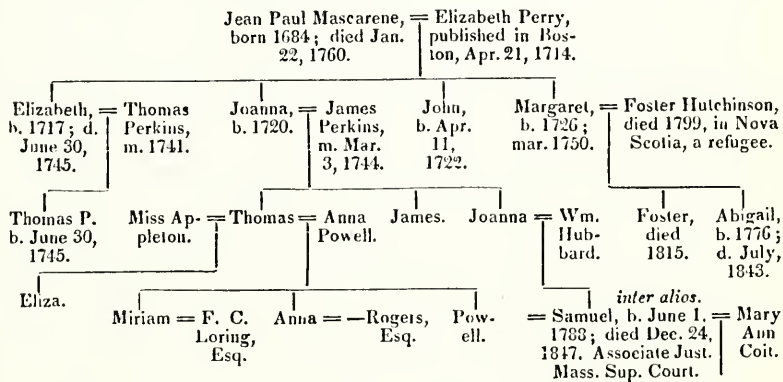 Jean Paul Mascarene, = Elizabeth Perry,
born 1684; died Jan. published in Bos-
22, 1760. ton, Apr. 21, 1714.
Elizabeth, = Thomas Joanna, = James John, Margaret, = Foster Hutchinson,
b. 1717; d. Perkins, b. 1720. Perkins, b. Apr. b. 1726; died 1799, in Nova
June 30, m. 1741. m. Mar. 11, mar. 1750. Scotia, a refugee.
1745. 3, 1744. 1722.
Thomas P. Miss Ap- = Thomas = Anna James. Joanna = Wm. Foster, Abigail,
b. June 30, pleton. Powell. Hub- died b. 1776;
1745. bard. 1815. d. July,
1843.
Eliza.
inter alios.
Miriam = F. C. Anna = —Rogers, Pow- = Samuel, b. June 1. = Mary
Loring, Esq. ell. 1788; died Dec. 24, Ann
Esq. 1847. Associate Just. Coit.
Mass. Sup. Court.